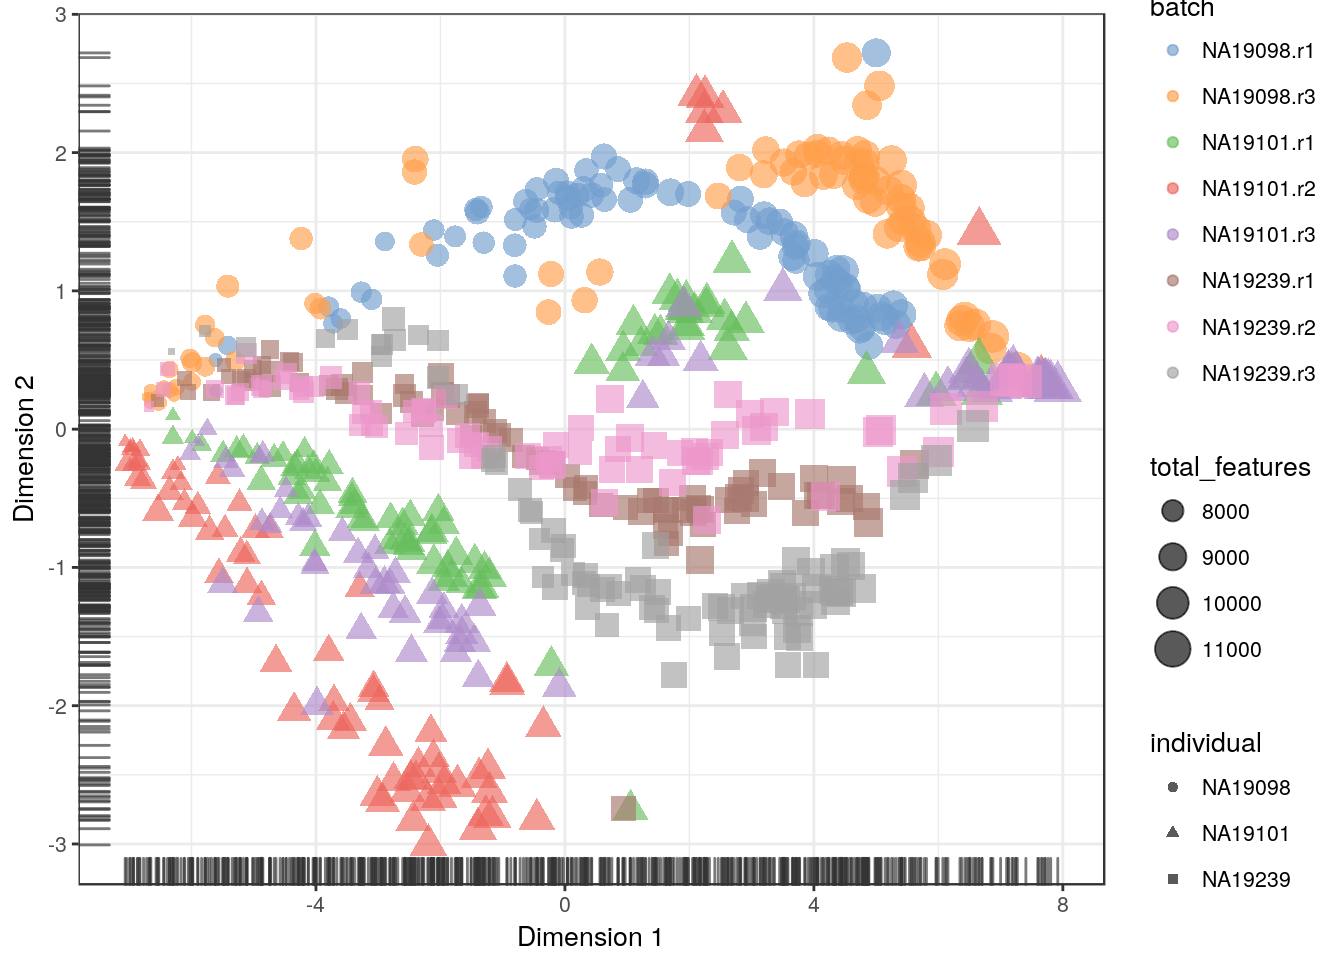 3
2
1
0
-1
-2
-3
Dimension 2
-4
0
4
8
Dimension 1
batch
NA19098.r1
NA19098.r3
NA19101.r1
NA19101.r2
NA19101.r3
NA19239.r1
NA19239.r2
NA19239.r3
total_features
8000
9000
10000
11000
individual
NA19098
NA19101
NA19239